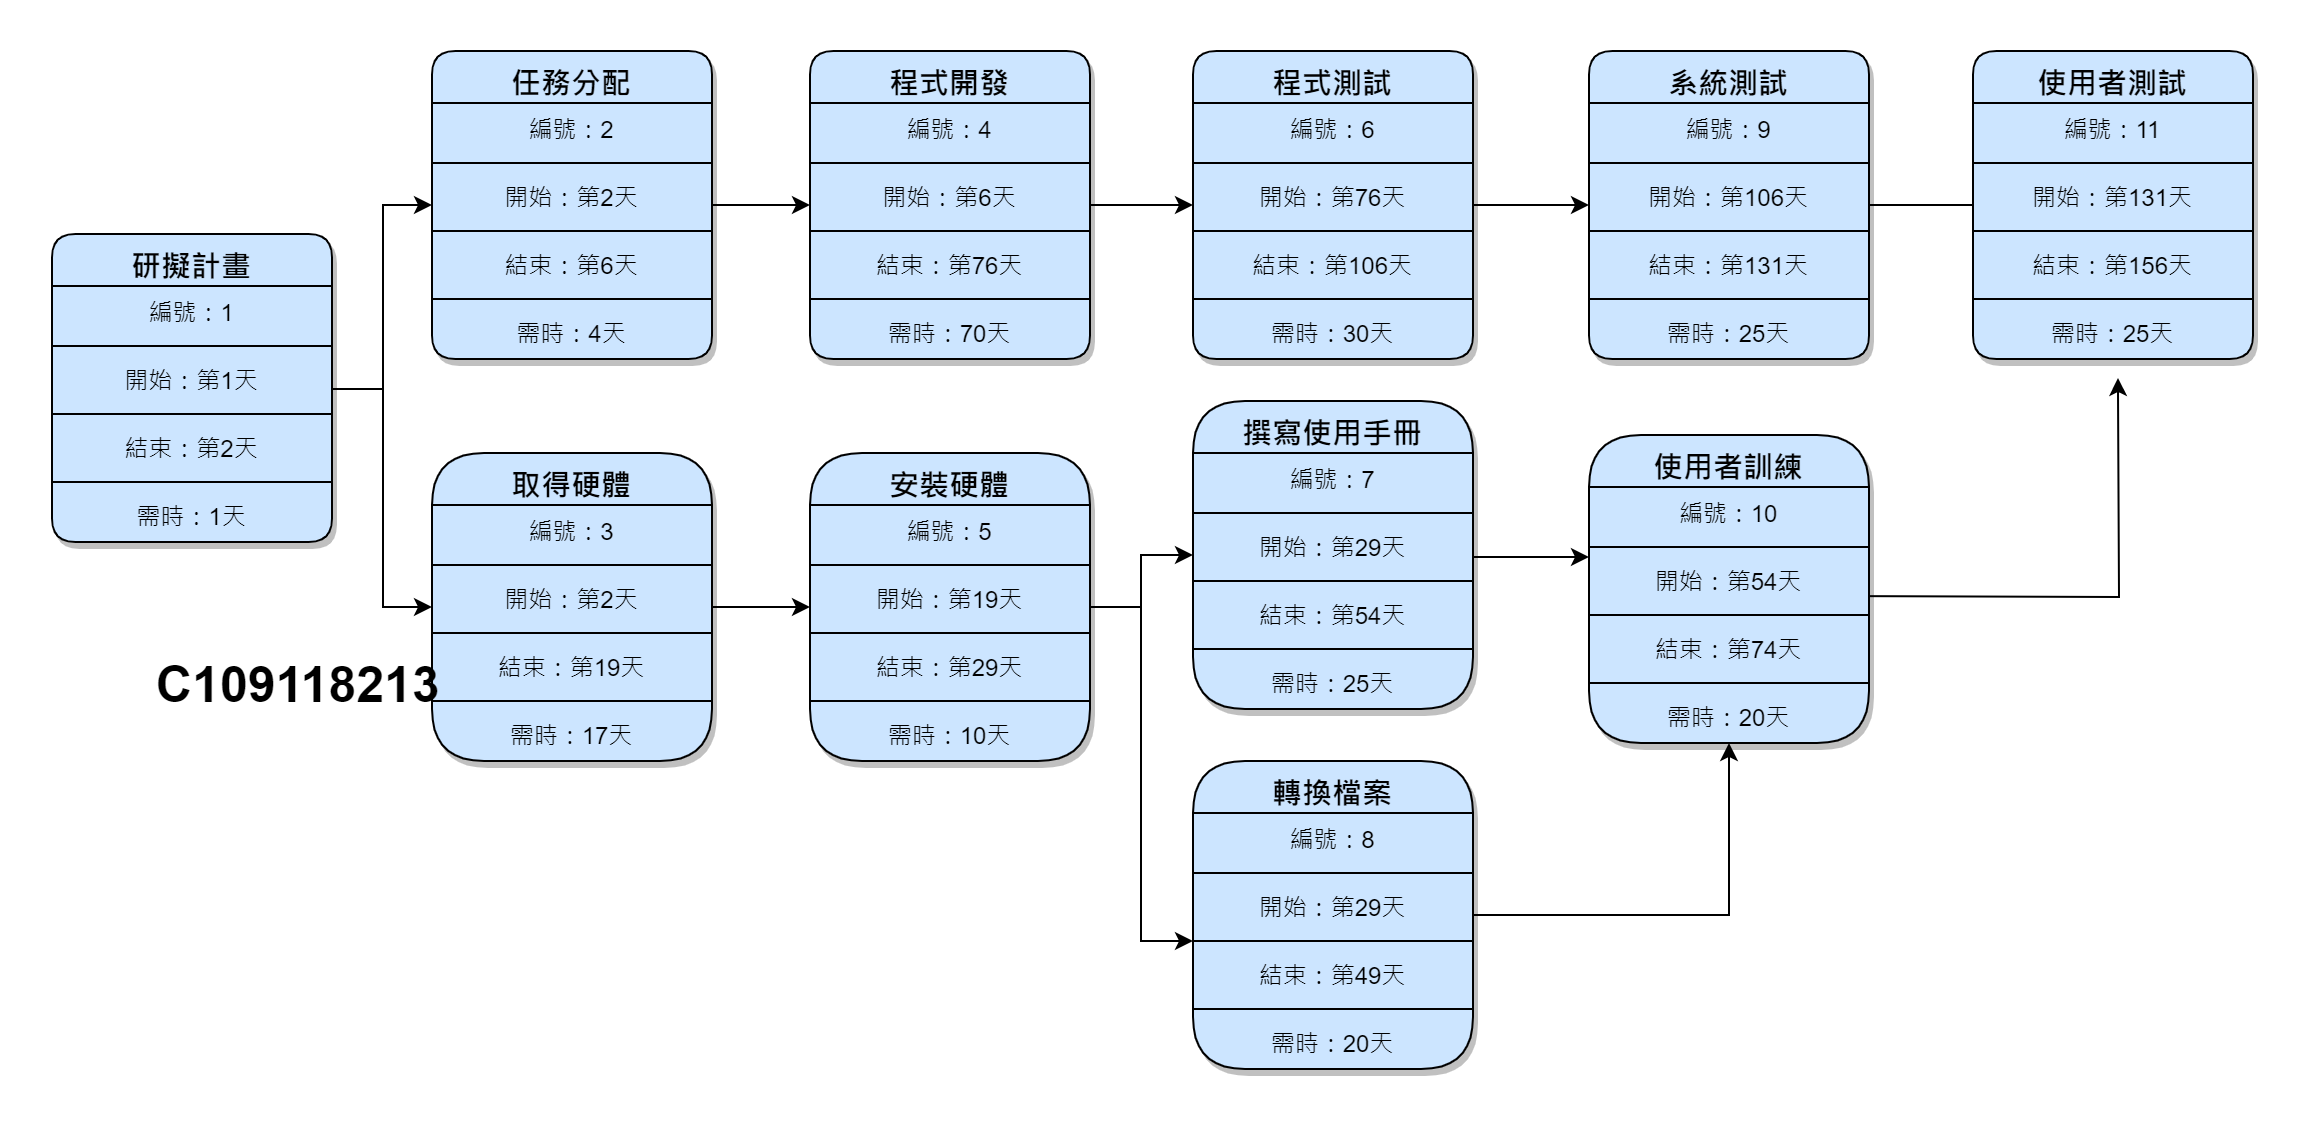 研擬計畫
編號：1
開始：第1天
結束：第2天
需時：1天
任務分配
編號：2
開始：第2天
結束：第6天
需時：4天
程式開發
編號：4
開始：第6天
結束：第76天
需時：70天
程式測試
編號：6
開始：第76天
結束：第106天
需時：30天
系統測試
編號：9
開始：第106天
結束：第131天
需時：25天
使用者測試
編號：11
開始：第131天
結束：第156天
需時：25天
取得硬體
編號：3
開始：第2天
結束：第19天
需時：17天
安裝硬體
編號：5
開始：第19天
結束：第29天
需時：10天
撰寫使用手冊
編號：7
開始：第29天
結束：第54天
需時：25天
使用者訓練
編號：10
開始：第54天
結束：第74天
需時：20天
轉換檔案
編號：8
開始：第29天
結束：第49天
需時：20天
C109118213